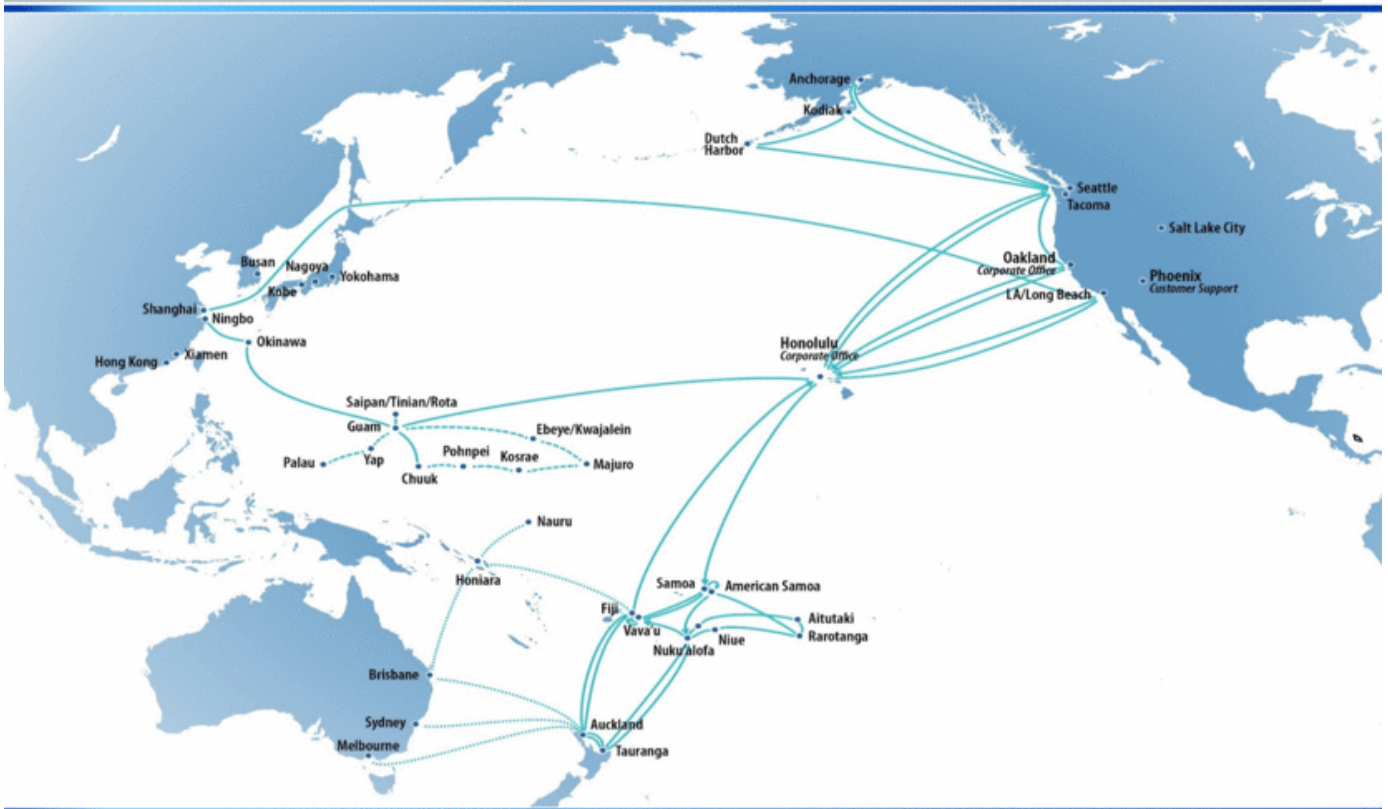 Anchorage
Kodiak
Dutch
Harbor
Seattle
Tacoma
Salt Lake City
Oakland
Corporate Office
Phoenix
Customer Support
LA/Long Beach
Busan
Nagoya
Yokohama
Kobe
Shanghai
Ningbo
Okinawa
Xiamen
Hong Kong
Honolulu
Corporate Office
Saipan/Tinian/Rota
Guam
Ebeye/Kwajalein
Palau
Yap
Pohnpei
Kosrae
Majuro
Chuuk
Nauru
Honiara
Samoa
American Samoa
Fiji
Vava'u
Aitutaki
Niue
Rarotanga
Nuku'alofa
Brisbane
Sydney
Auckland
Melbourne
Tauranga